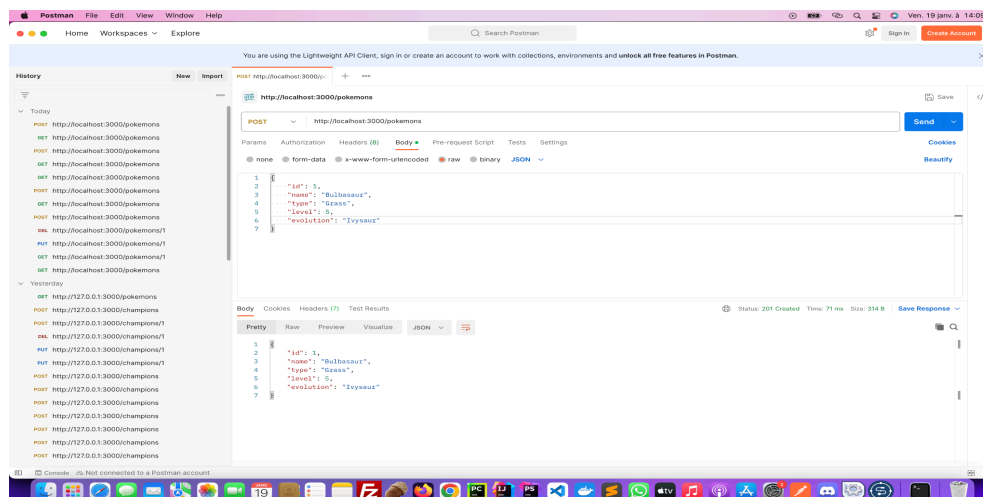 Postman File Edit View Window Help Ven. 19 janv. à 14:09
Home Workspaces Explore Search Postman Sign In Create Account
You are using the Lightweight API Client, sign in or create an account to work with collections, environments and unlock all free features in Postman.
History New Import POST http://localhost:3000/p
http://localhost:3000/pokemons Save
Today
POST http://localhost:3000/pokemons Send
POST http://localhost:3000/pokemons
GET http://localhost:3000/pokemons
POST http://localhost:3000/pokemons
GET http://localhost:3000/pokemons
GET http://localhost:3000/pokemons
POST http://localhost:3000/pokemons
GET http://localhost:3000/pokemons
POST http://localhost:3000/pokemons
DEL http://localhost:3000/pokemons/1
PUT http://localhost:3000/pokemons/1
GET http://localhost:3000/pokemons/1
GET http://localhost:3000/pokemons
Yesterday
GET http://127.0.0.1:3000/pokemons
POST http://127.0.0.1:3000/champions
POST http://127.0.0.1:3000/champions/1
DEL http://127.0.0.1:3000/champions/1
PUT http://127.0.0.1:3000/champions/1
PUT http://127.0.0.1:3000/champions/1
POST http://127.0.0.1:3000/champions
POST http://127.0.0.1:3000/champions
POST http://127.0.0.1:3000/champions
POST http://127.0.0.1:3000/champions
POST http://127.0.0.1:3000/champions
POST http://127.0.0.1:3000/champions
POST http://127.0.0.1:3000/champions
Params Authorization Headers (8) Body Pre-request Script Tests Settings Cookies
none form-data x-www-form-urlencoded raw binary JSON Beautify
1 {
2 "id": 1,
3 "name": "Bulbasaur",
4 "type": "Grass",
5 "level": 5,
6 "evolution": "Ivysaur"
7 }
Body Cookies Headers (7) Test Results Status: 201 Created Time: 71 ms Size: 314 B Save Response
Pretty Raw Preview Visualize JSON
1 {
2 "id": 1,
3 "name": "Bulbasaur",
4 "type": "Grass",
5 "level": 5,
6 "evolution": "Ivysaur"
7 }
Console Not connected to a Postman account
19 PC IJ PS S tv